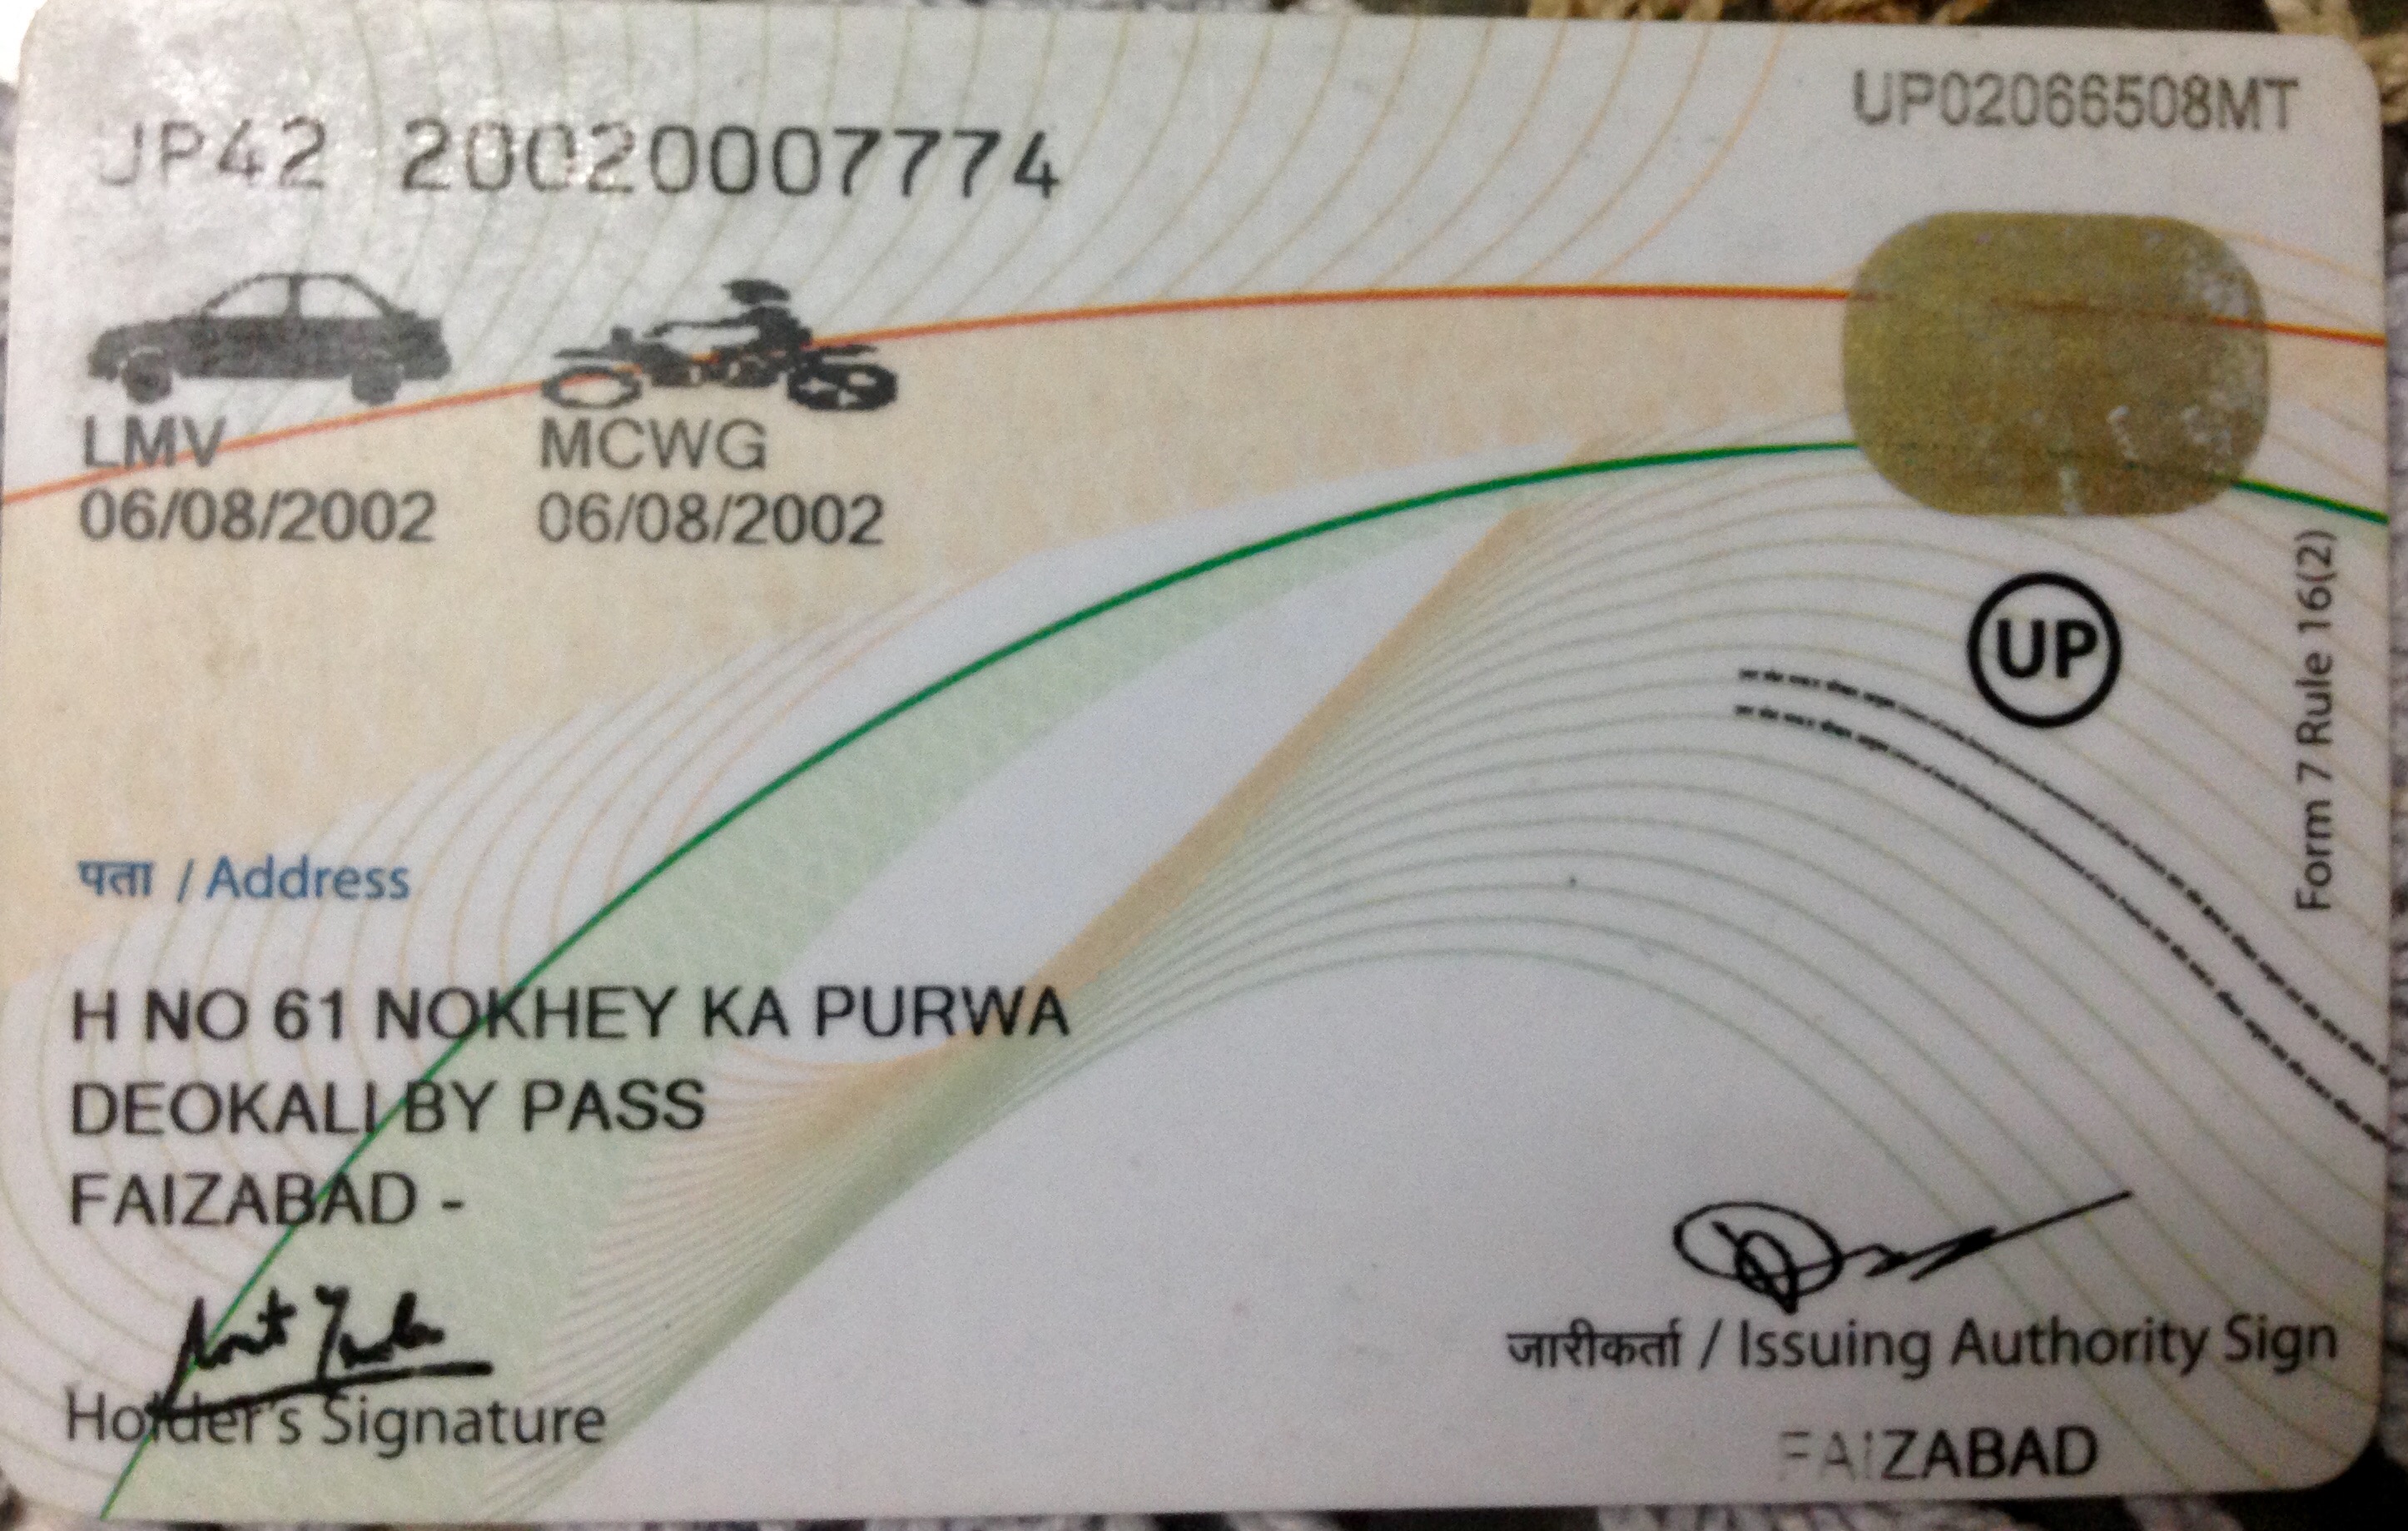 UP42 20020007774
UP02066508MT
LMV
06/08/2002
MCWG
06/08/2002
UP
Form 7 Rule 16(2)
पता / Address
H NO 61 NOKHEY KA PURWA
DEOKALI BY PASS
FAIZABAD -
Holder's Signature
जारीकर्ता / Issuing Authority Sign
FAIZABAD